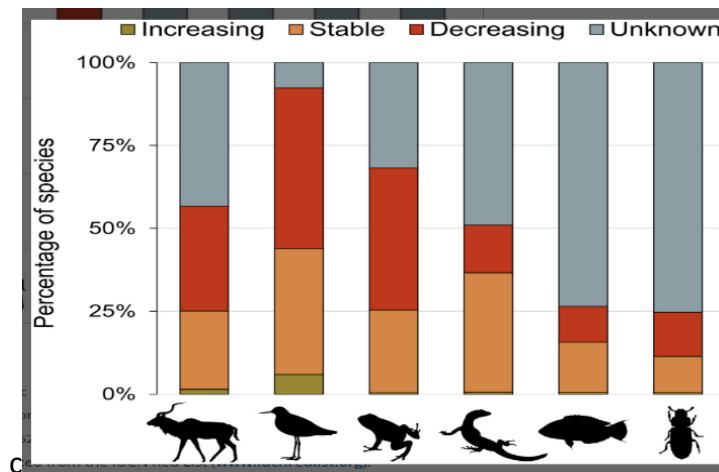 Increasing Stable Decreasing Unknown
100%
75%
50%
25%
0%
Percentage of species